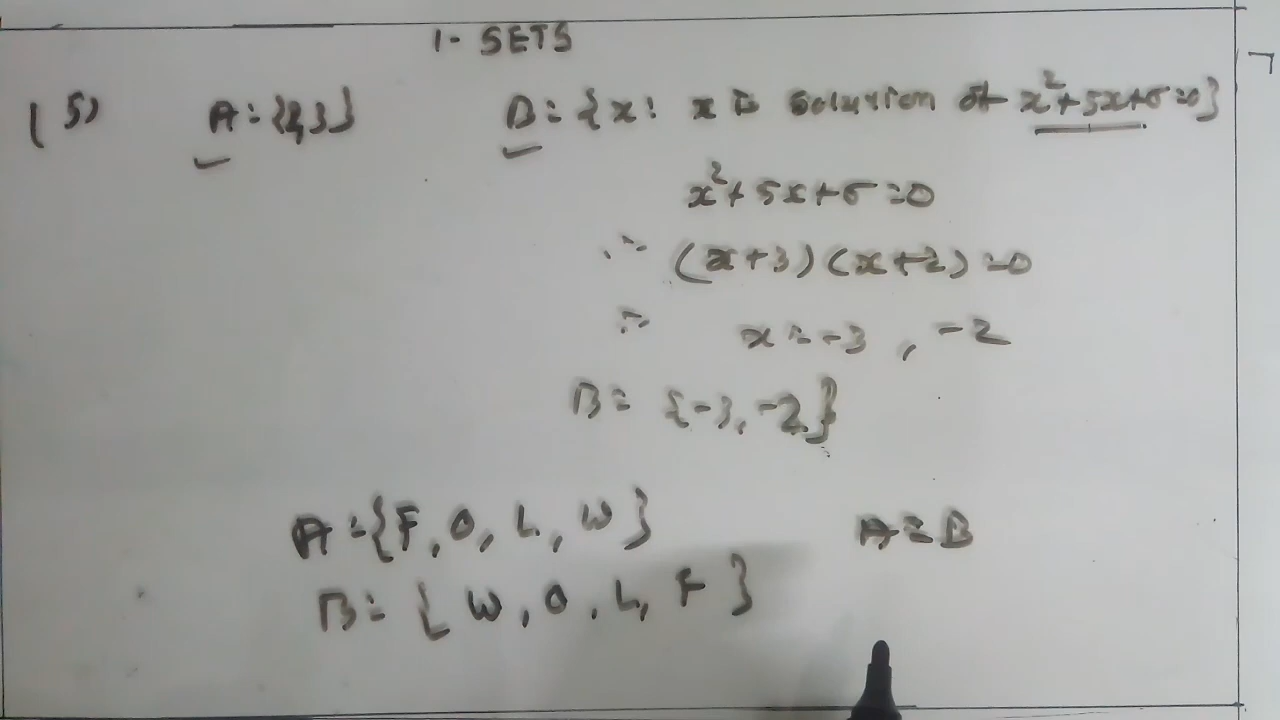 1- SETS
(5) A = {2,3} B = {x: x is solution of x²+5x+6=0}
x²+5x+6=0
∴ (x+3)(x+2)=0
∴ x=-3, -2
B = {-3,-2}
A = {F, O, L, W} A=B
B = {W, O, L, F}